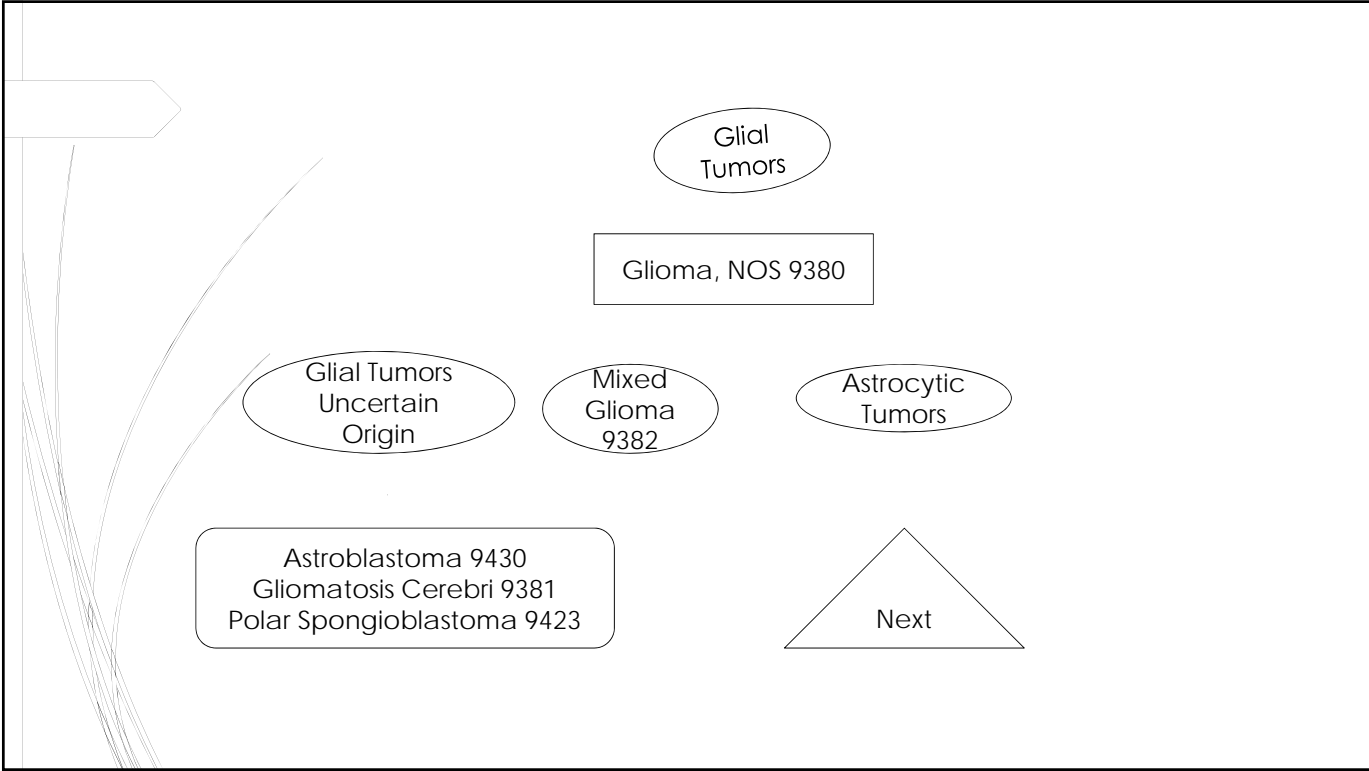 Glial
Tumors
Glioma, NOS 9380
Glial Tumors
Uncertain
Origin
Mixed
Glioma
9382
Astrocytic
Tumors
Astroblastoma 9430
Gliomatosis Cerebri 9381
Polar Spongioblastoma 9423
Next